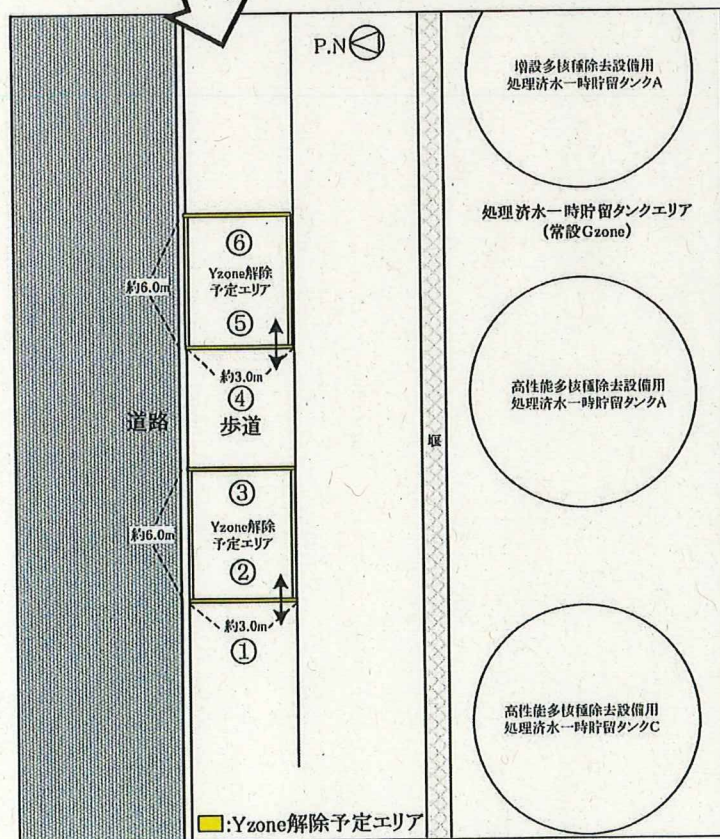 P.N
増設多核種除去設備用
処理済水一時貯留タンクA
処理済水一時貯留タンクエリア
(常設Gzone)
⑥
Yzone解除
予定エリア
⑤
約6.0m
約3.0m
④
歩道
道路
高性能多核種除去設備用
処理済水一時貯留タンクA
堰
③
Yzone解除
予定エリア
②
約6.0m
約3.0m
①
高性能多核種除去設備用
処理済水一時貯留タンクC
:Yzone解除予定エリア